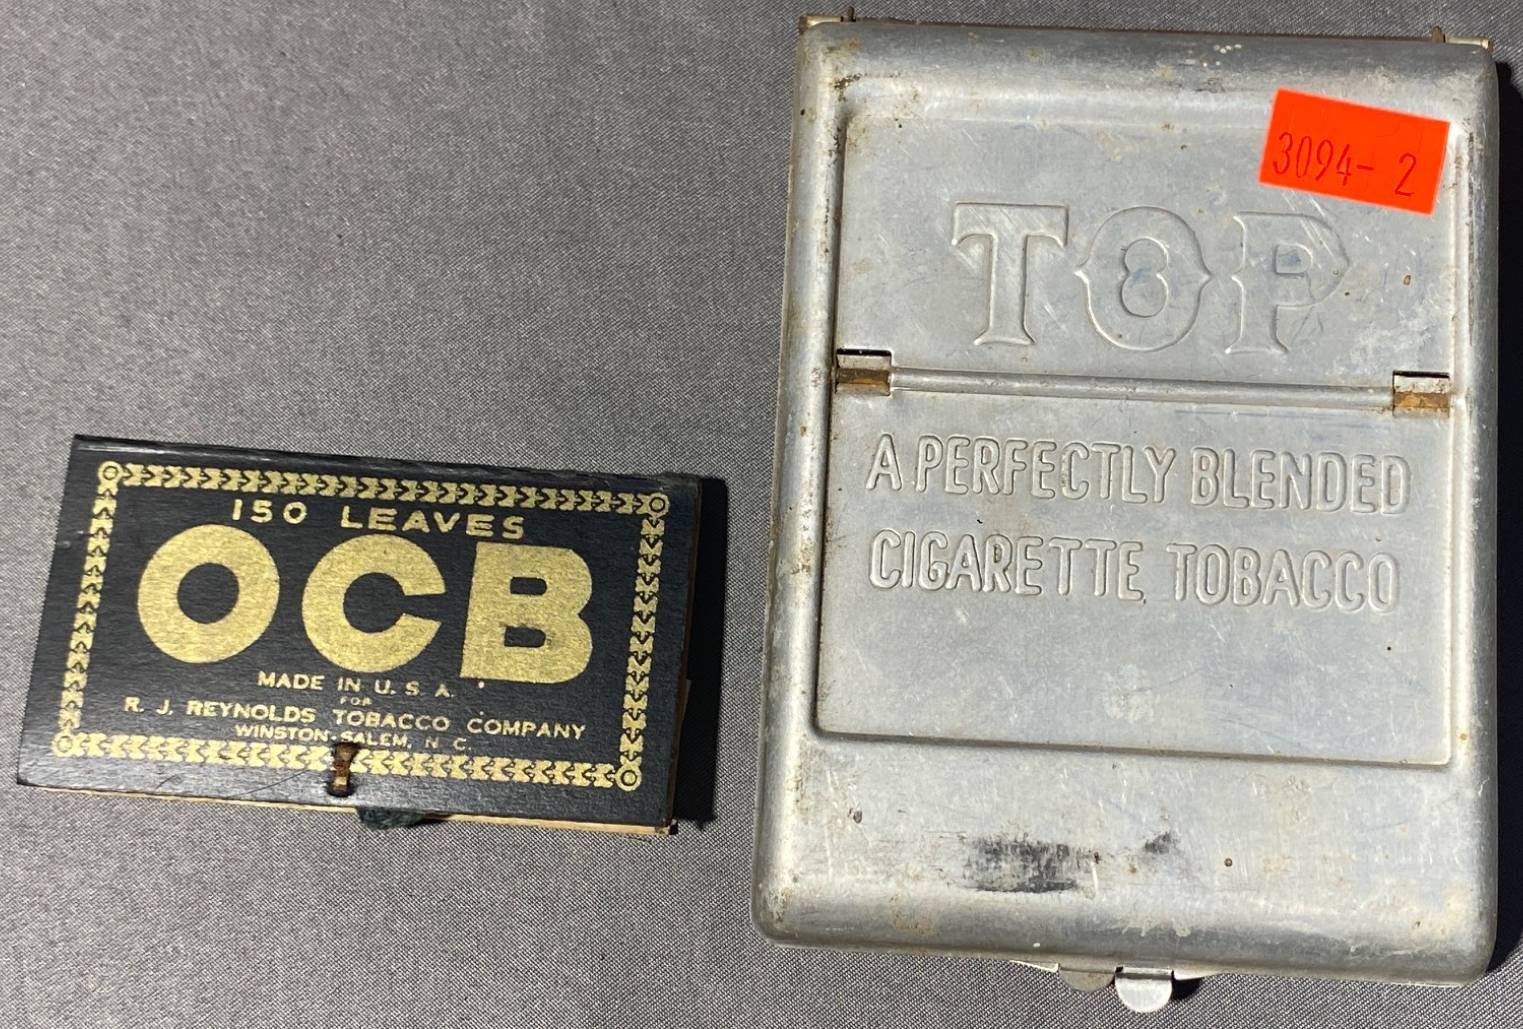 150 LEAVES
OCB
MADE IN U. S. A.
FOR
R. J. REYNOLDS TOBACCO COMPANY
WINSTON-SALEM, N. C.
3094- 2
TOP
A PERFECTLY BLENDED
CIGARETTE TOBACCO